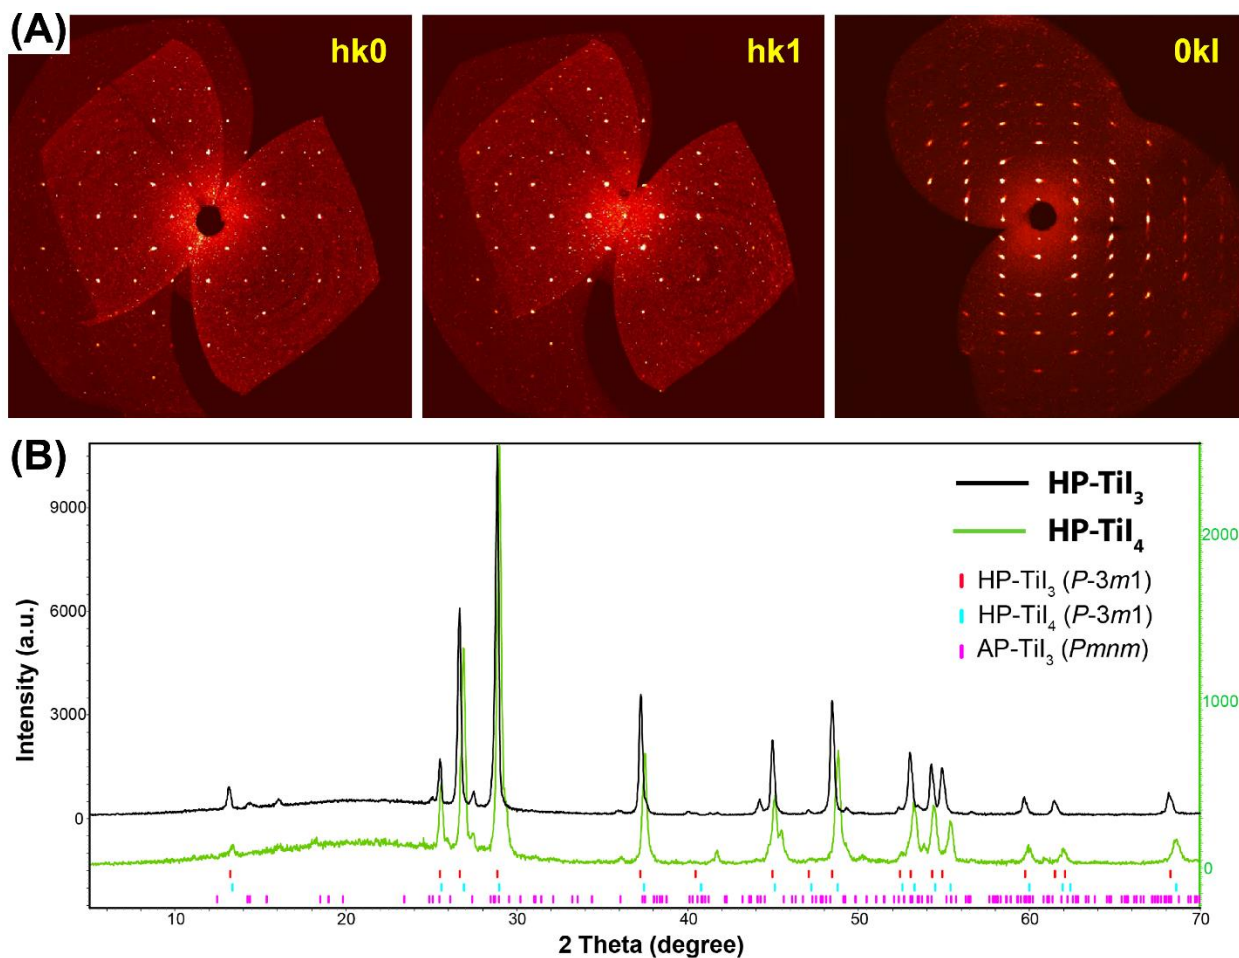 (A)
hk0
hk1
0kl
(B)
HP-TiI3
HP-TiI4
HP-TiI3 (P-3m1)
HP-TiI4 (P-3m1)
AP-TiI3 (Pmnm)
Intensity (a.u.)
9000
6000
3000
0
2000
1000
0
10 20 30 40 50 60 70
2 Theta (degree)